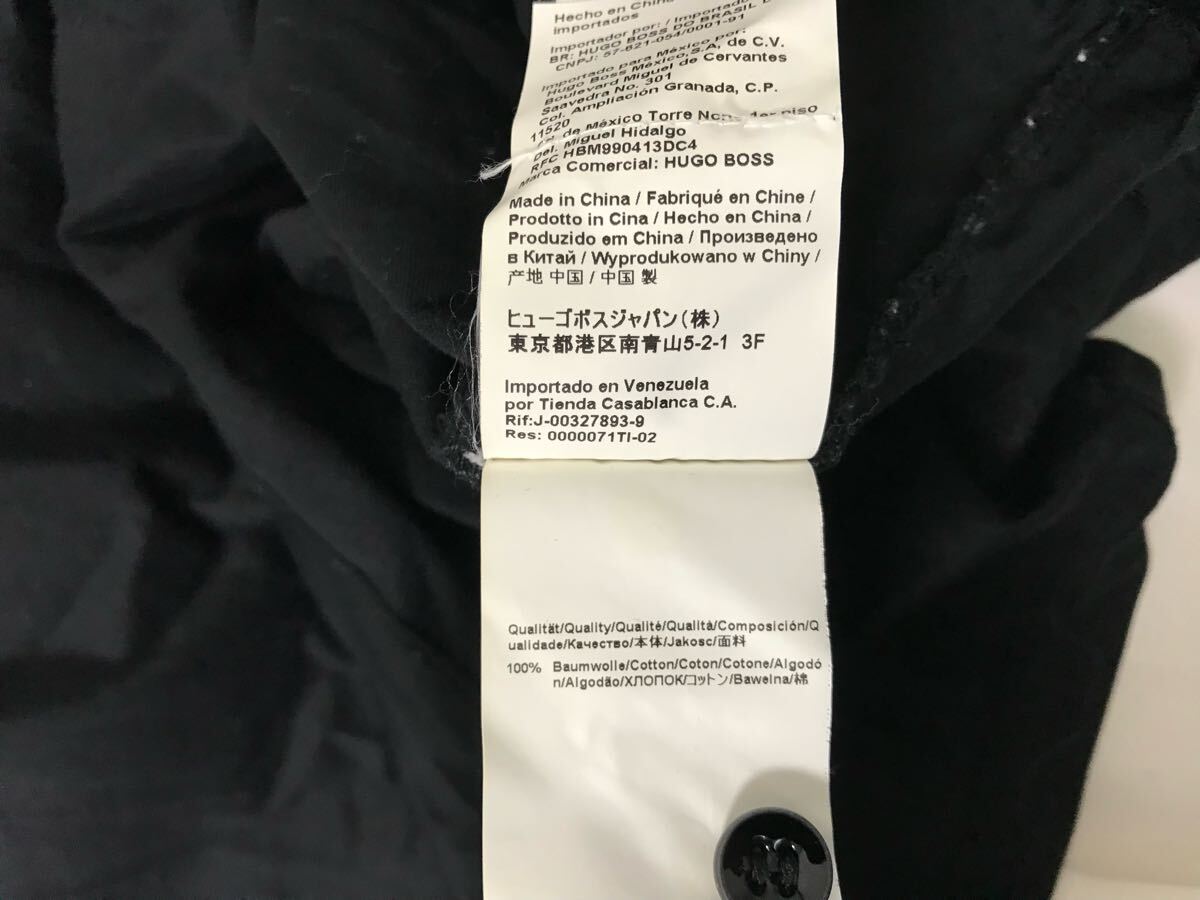 Hecho en China
Importados
Importador por: / Importado
BR: HUGO BOSS DO BRASIL
CNPJ: 57-621-054/0001-91
Importado para México por:
Hugo Boss México,S,A, de C.V.
Boulevard Miguel de Cervantes
Saavedra No. 301
Col. Ampliación Granada, C.P.
11520
de México Torre 1er piso
Del. Miguel Hidalgo
RFC HBM990413DC4
Marca Comercial: HUGO BOSS
Made in China / Fabriqué en Chine /
Prodotto in Cina / Hecho en China /
Produzido em China / Произведено
в Китай / Wyprodukowano w Chiny /
产地 中国 / 中国 製
ヒューゴボスジャパン(株)
東京都港区南青山5-2-1 3F
Importado en Venezuela
por Tienda Casablanca C.A.
Rif:J-00327893-9
Res: 0000071TI-02
Qualität/Quality/Qualité/Qualità/Composición/Q
ualidade/Качество/本体/Jakosc/面料
100% Baumwolle/Cotton/Coton/Cotone/Algodó
n/Algodão/ХЛОПОК/コットン/Bawelna/棉